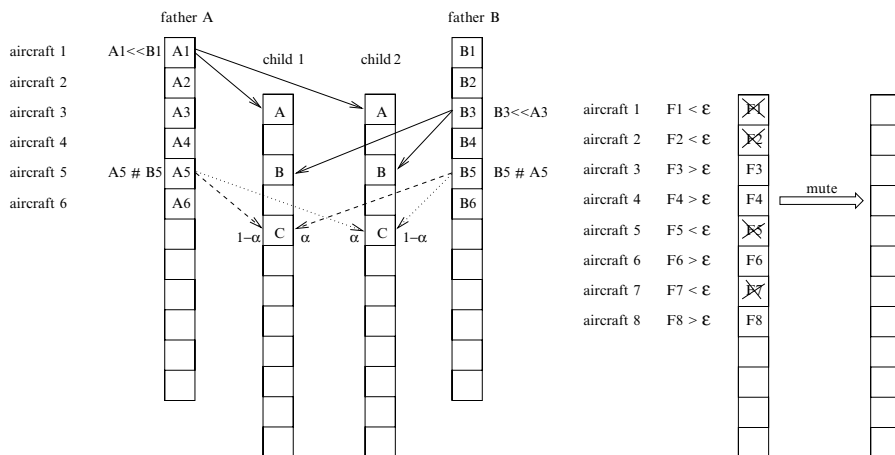 father A
father B
child 1
child 2
aircraft 1 A1<<B1 A1 B1
aircraft 2 A2 B2
aircraft 3 A3 A A B3 B3<<A3
aircraft 4 A4 B4
aircraft 5 A5 # B5 A5 B B B5 B5 # A5
aircraft 6 A6 B6
1−α C α α C 1−α
aircraft 1 F1 < ε F1
aircraft 2 F2 < ε F2
aircraft 3 F3 > ε F3
aircraft 4 F4 > ε F4
mute
aircraft 5 F5 < ε F5
aircraft 6 F6 > ε F6
aircraft 7 F7 < ε F7
aircraft 8 F8 > ε F8